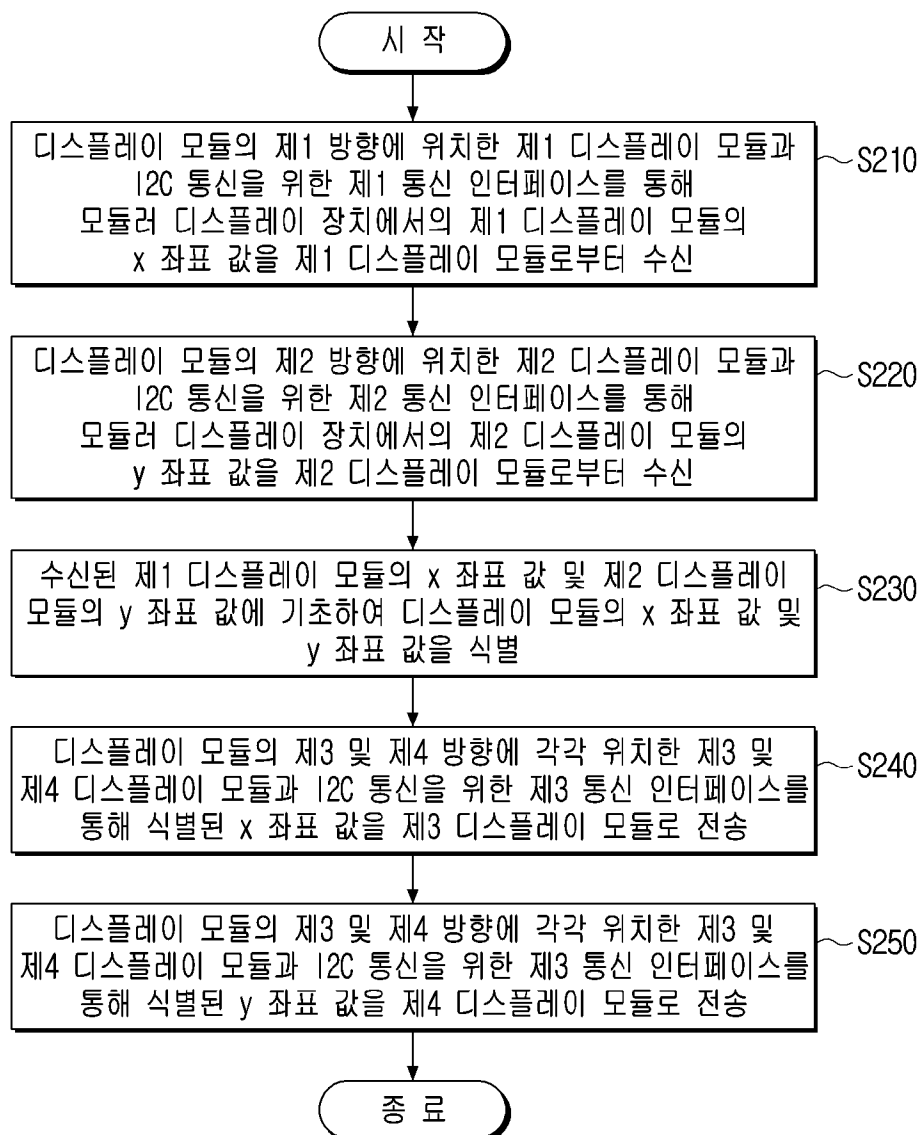 시 작
디스플레이 모듈의 제1 방향에 위치한 제1 디스플레이 모듈과
I2C 통신을 위한 제1 통신 인터페이스를 통해
모듈러 디스플레이 장치에서의 제1 디스플레이 모듈의
x 좌표 값을 제1 디스플레이 모듈로부터 수신
S210
디스플레이 모듈의 제2 방향에 위치한 제2 디스플레이 모듈과
I2C 통신을 위한 제2 통신 인터페이스를 통해
모듈러 디스플레이 장치에서의 제2 디스플레이 모듈의
y 좌표 값을 제2 디스플레이 모듈로부터 수신
S220
수신된 제1 디스플레이 모듈의 x 좌표 값 및 제2 디스플레이
모듈의 y 좌표 값에 기초하여 디스플레이 모듈의 x 좌표 값 및
y 좌표 값을 식별
S230
디스플레이 모듈의 제3 및 제4 방향에 각각 위치한 제3 및
제4 디스플레이 모듈과 I2C 통신을 위한 제3 통신 인터페이스를
통해 식별된 x 좌표 값을 제3 디스플레이 모듈로 전송
S240
디스플레이 모듈의 제3 및 제4 방향에 각각 위치한 제3 및
제4 디스플레이 모듈과 I2C 통신을 위한 제3 통신 인터페이스를
통해 식별된 y 좌표 값을 제4 디스플레이 모듈로 전송
S250
종 료